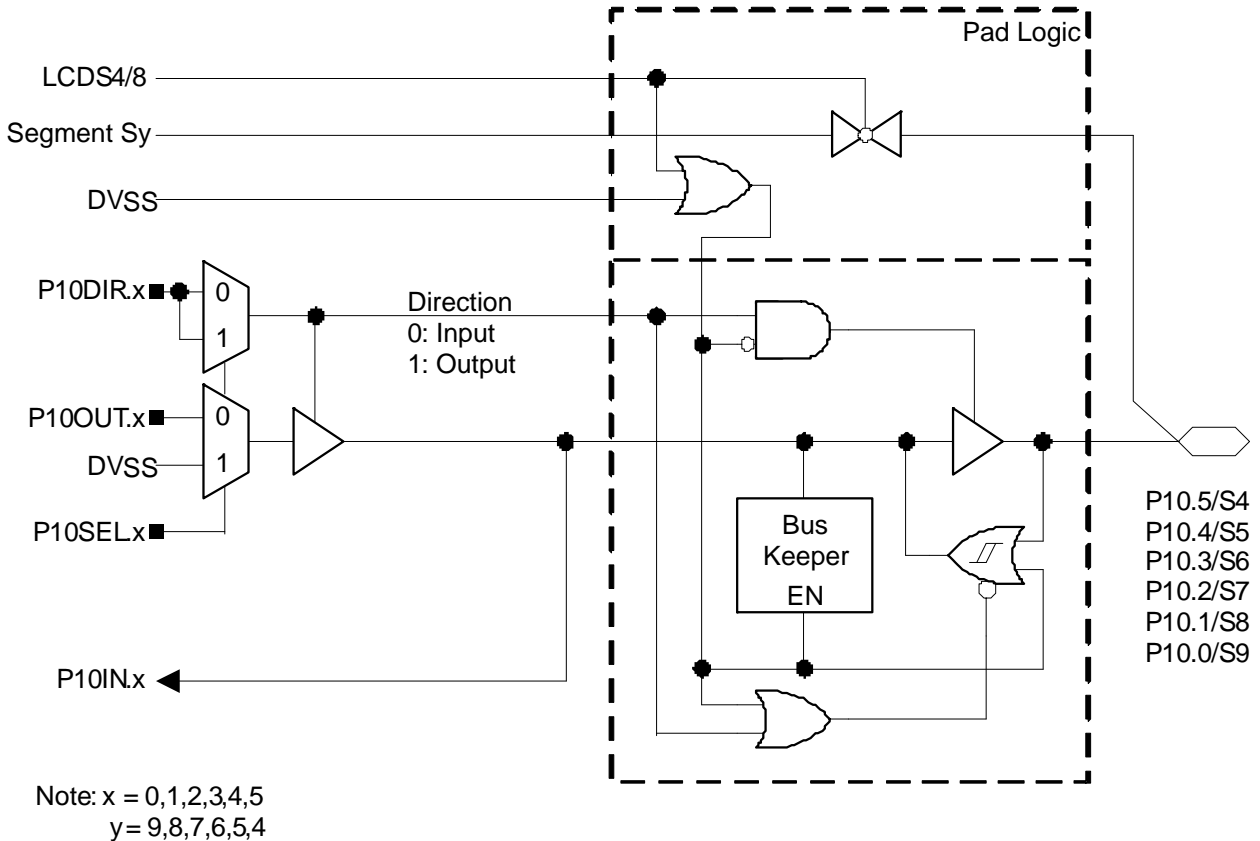 Pad Logic
LCDS4/8
Segment Sy
DVSS
P10DIR.x
0
1
Direction
0: Input
1: Output
P10OUT.x
0
DVSS
1
P10SEL.x
Bus
Keeper
EN
P10.5/S4
P10.4/S5
P10.3/S6
P10.2/S7
P10.1/S8
P10.0/S9
P10IN.x
Note: x = 0,1,2,3,4,5
y = 9,8,7,6,5,4